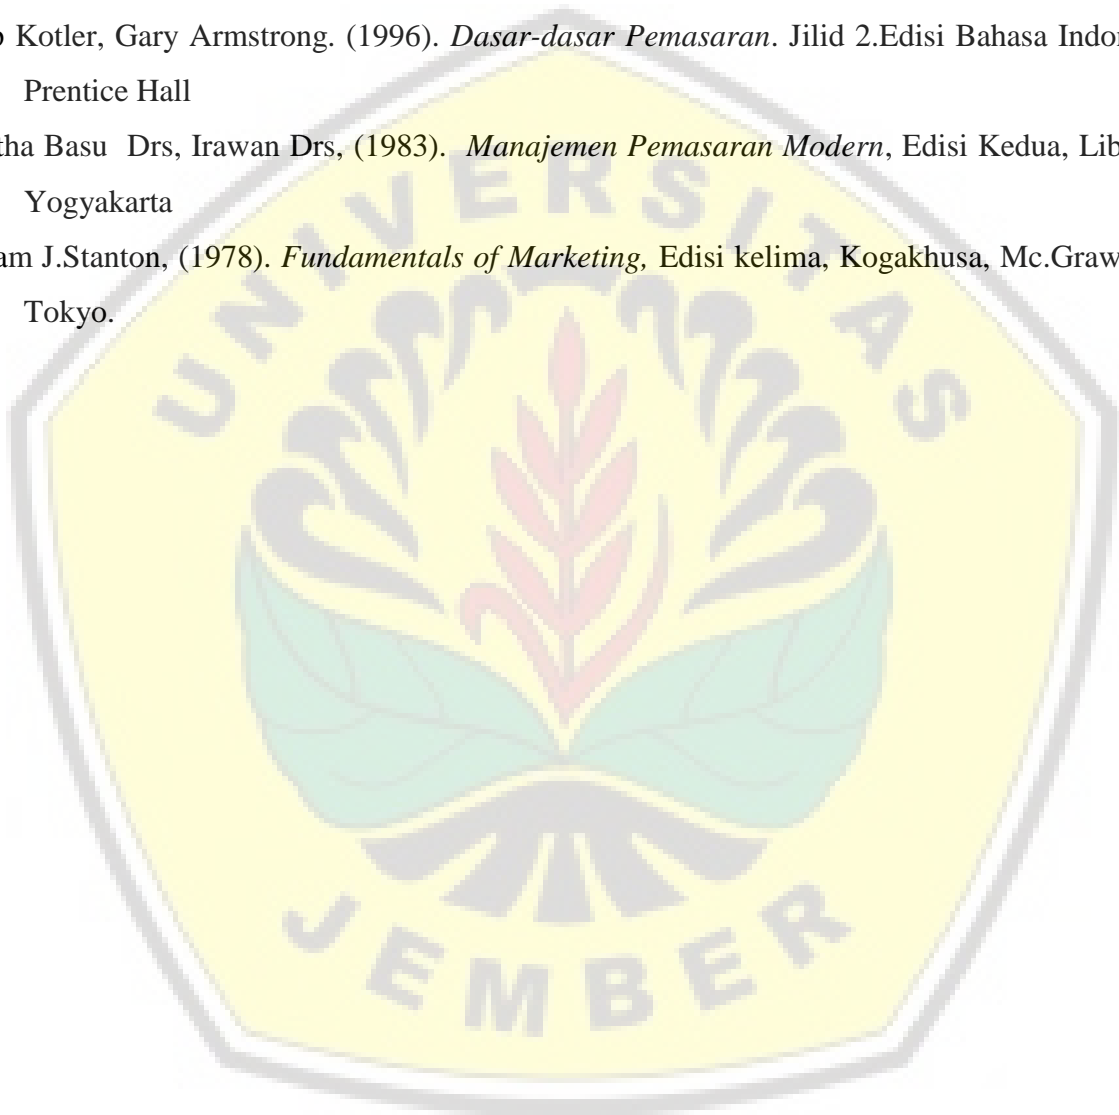 p Kotler, Gary Armstrong. (1996). Dasar-dasar Pemasaran. Jilid 2.Edisi Bahasa Indo
Prentice Hall
tha Basu Drs, Irawan Drs, (1983). Manajemen Pemasaran Modern, Edisi Kedua, Lib
Yogyakarta
am J.Stanton, (1978). Fundamentals of Marketing, Edisi kelima, Kogakhusa, Mc.Graw
Tokyo.
UNIVERSITAS
JEMBER